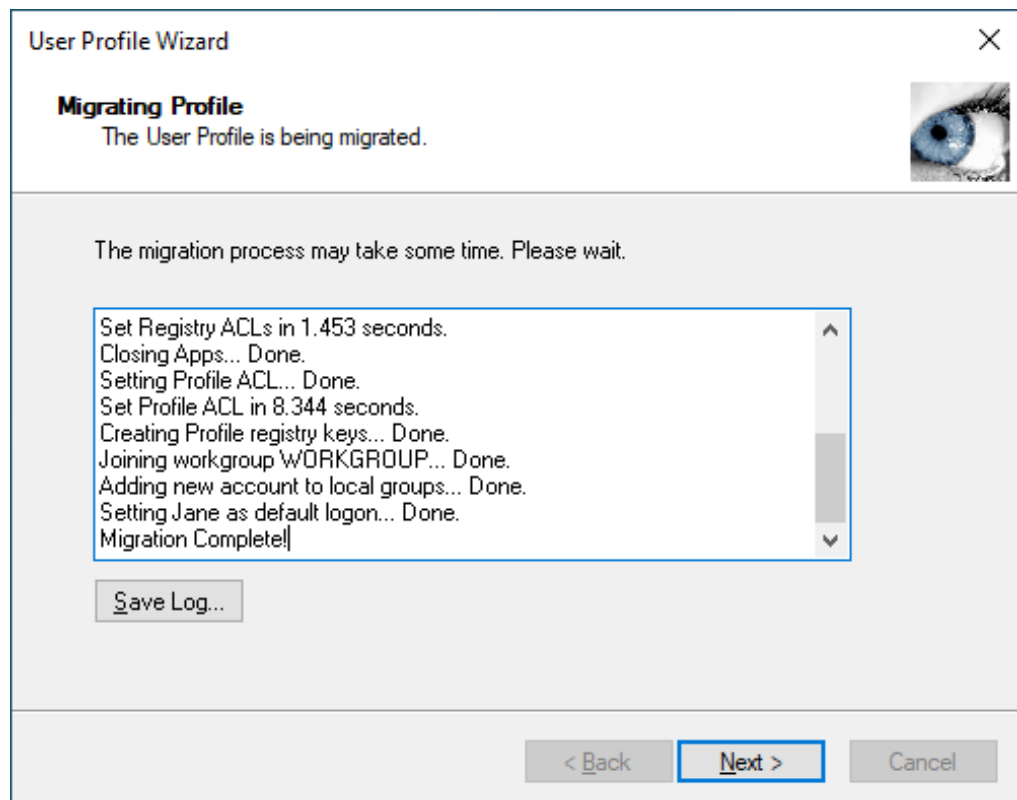 User Profile Wizard
Migrating Profile
The User Profile is being migrated.
The migration process may take some time. Please wait.
Set Registry ACLs in 1.453 seconds.
Closing Apps... Done.
Setting Profile ACL... Done.
Set Profile ACL in 8.344 seconds.
Creating Profile registry keys... Done.
Joining workgroup WORKGROUP... Done.
Adding new account to local groups... Done.
Setting Jane as default logon... Done.
Migration Complete!
Save Log...
< Back
Next >
Cancel